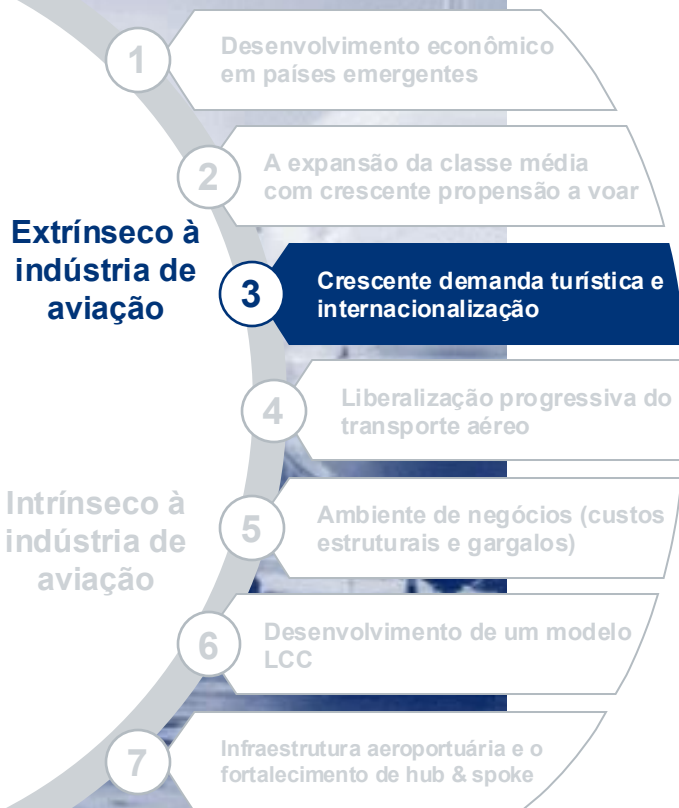 1
Desenvolvimento econômico
em países emergentes
2
A expansão da classe média
com crescente propensão a voar
Extrínseco à
indústria de
aviação
3
Crescente demanda turística e
internacionalização
4
Liberalização progressiva do
transporte aéreo
Intrínseco à
indústria de
aviação
5
Ambiente de negócios (custos
estruturais e gargalos)
6
Desenvolvimento de um modelo
LCC
7
Infraestrutura aeroportuária e o
fortalecimento de hub & spoke